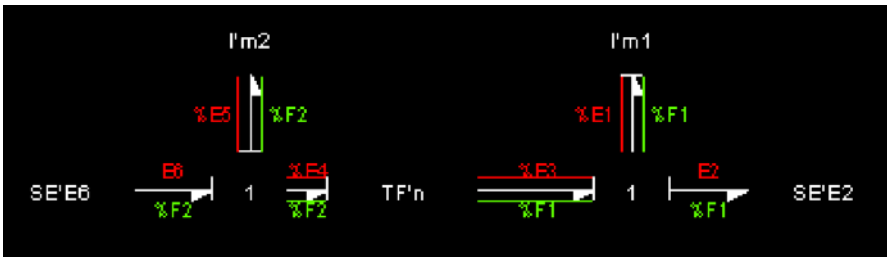 I'm2 I'm1
%E5 %F2 %E1 %F1
E6 %E4 %E3 E2
SE'E6 1 TF'n 1 SE'E2
%F2 %F2 %F1 %F1